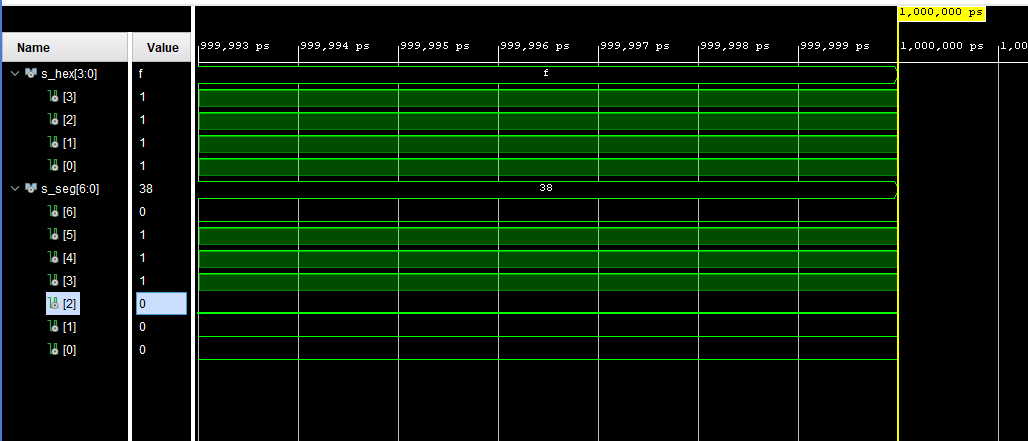 1,000,000 ps
Name Value
999,993 ps 999,994 ps 999,995 ps 999,996 ps 999,997 ps 999,998 ps 999,999 ps 1,000,000 ps 1,00
s_hex[3:0] f f
[3] 1
[2] 1
[1] 1
[0] 1
s_seg[6:0] 38 38
[6] 0
[5] 1
[4] 1
[3] 1
[2] 0
[1] 0
[0] 0